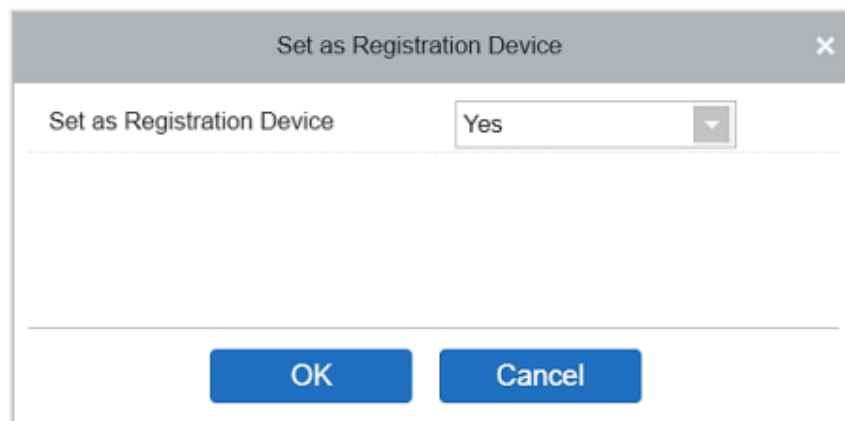 Set as Registration Device
Set as Registration Device Yes
OK Cancel